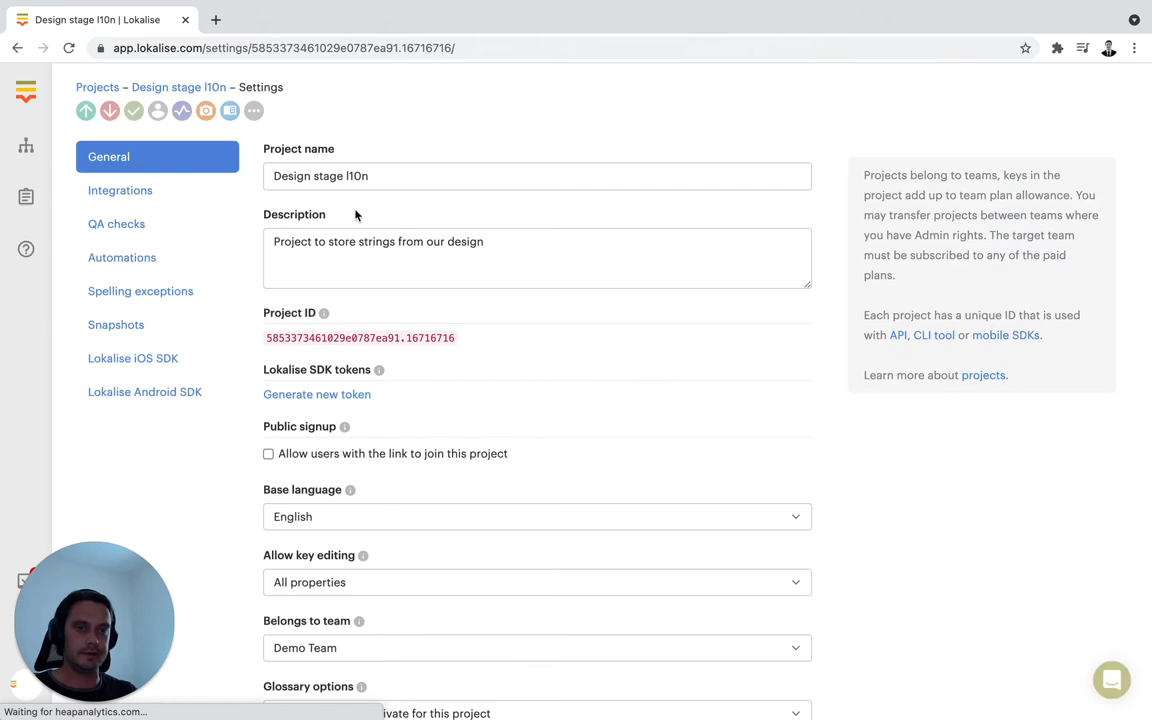 Design stage l10n | Lokalise
app.lokalise.com/settings/5853373461029e0787ea91.16716716/
Projects – Design stage l10n – Settings
General
Integrations
QA checks
Automations
Spelling exceptions
Snapshots
Lokalise iOS SDK
Lokalise Android SDK
Project name
Design stage l10n
Description
Project to store strings from our design
Project ID
5853373461029e0787ea91.16716716
Lokalise SDK tokens
Generate new token
Public signup
Allow users with the link to join this project
Base language
English
Allow key editing
All properties
Belongs to team
Demo Team
Glossary options
ivate for this project
Projects belong to teams, keys in the
project add up to team plan allowance. You
may transfer projects between teams where
you have Admin rights. The target team
must be subscribed to any of the paid
plans.
Each project has a unique ID that is used
with API, CLI tool or mobile SDKs.
Learn more about projects.
Waiting for heapanalytics.com...